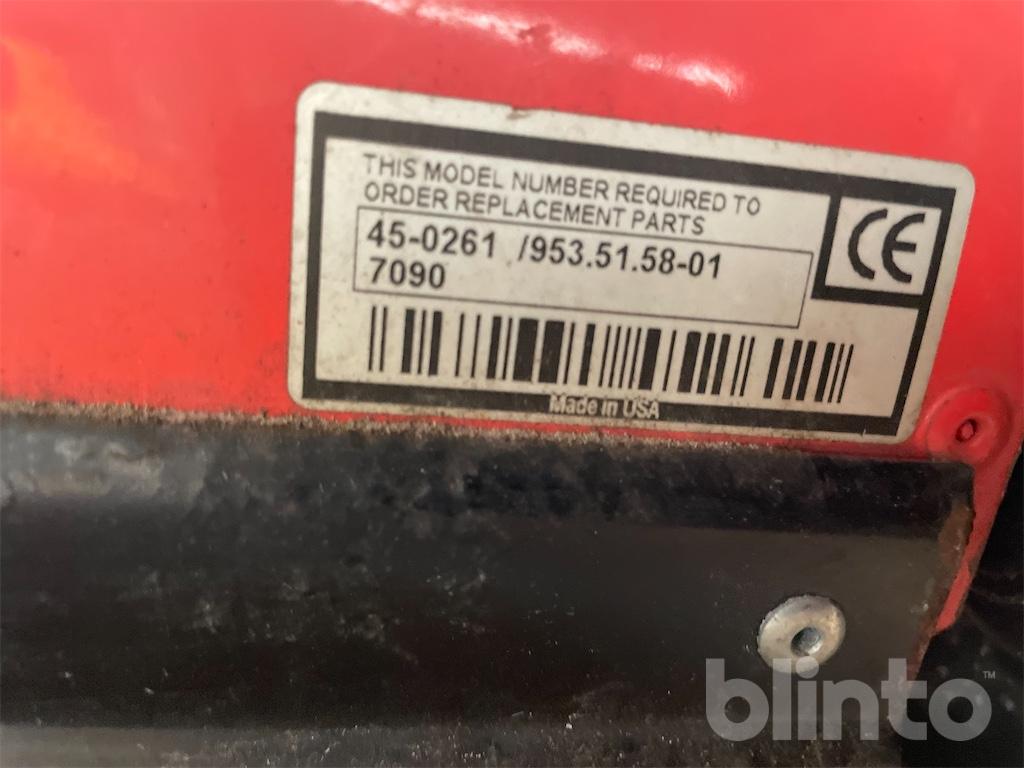 THIS MODEL NUMBER REQUIRED TO
ORDER REPLACEMENT PARTS
CE
45-0261 /953.51.58-01
7090
Made in USA
blinto™